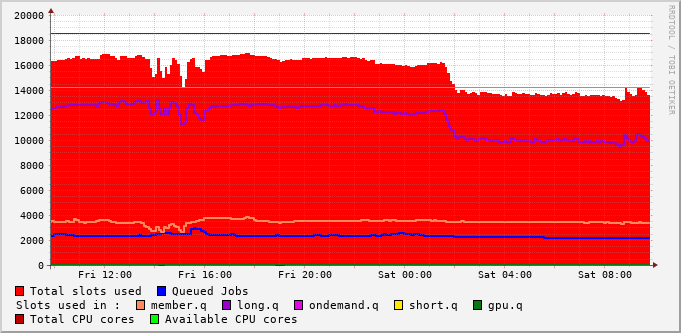 20000
18000
16000
14000
12000
10000
8000
6000
4000
2000
0
Fri 12:00 Fri 16:00 Fri 20:00 Sat 00:00 Sat 04:00 Sat 08:00
Total slots used Queued Jobs
Slots used in : member.q long.q ondemand.q short.q gpu.q
Total CPU cores Available CPU cores
RRDTOOL / TOBI OETIKER